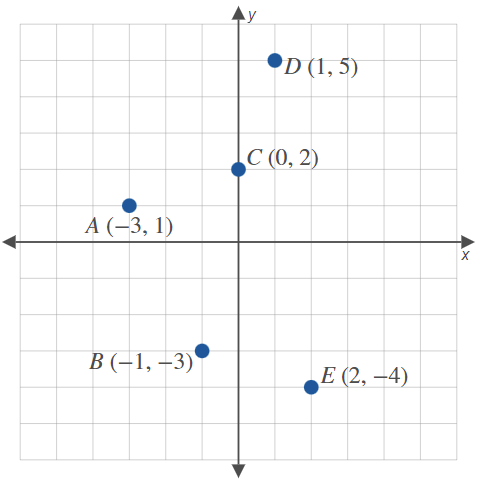 y
D (1, 5)
C (0, 2)
A (−3, 1)
x
B (−1, −3)
E (2, −4)